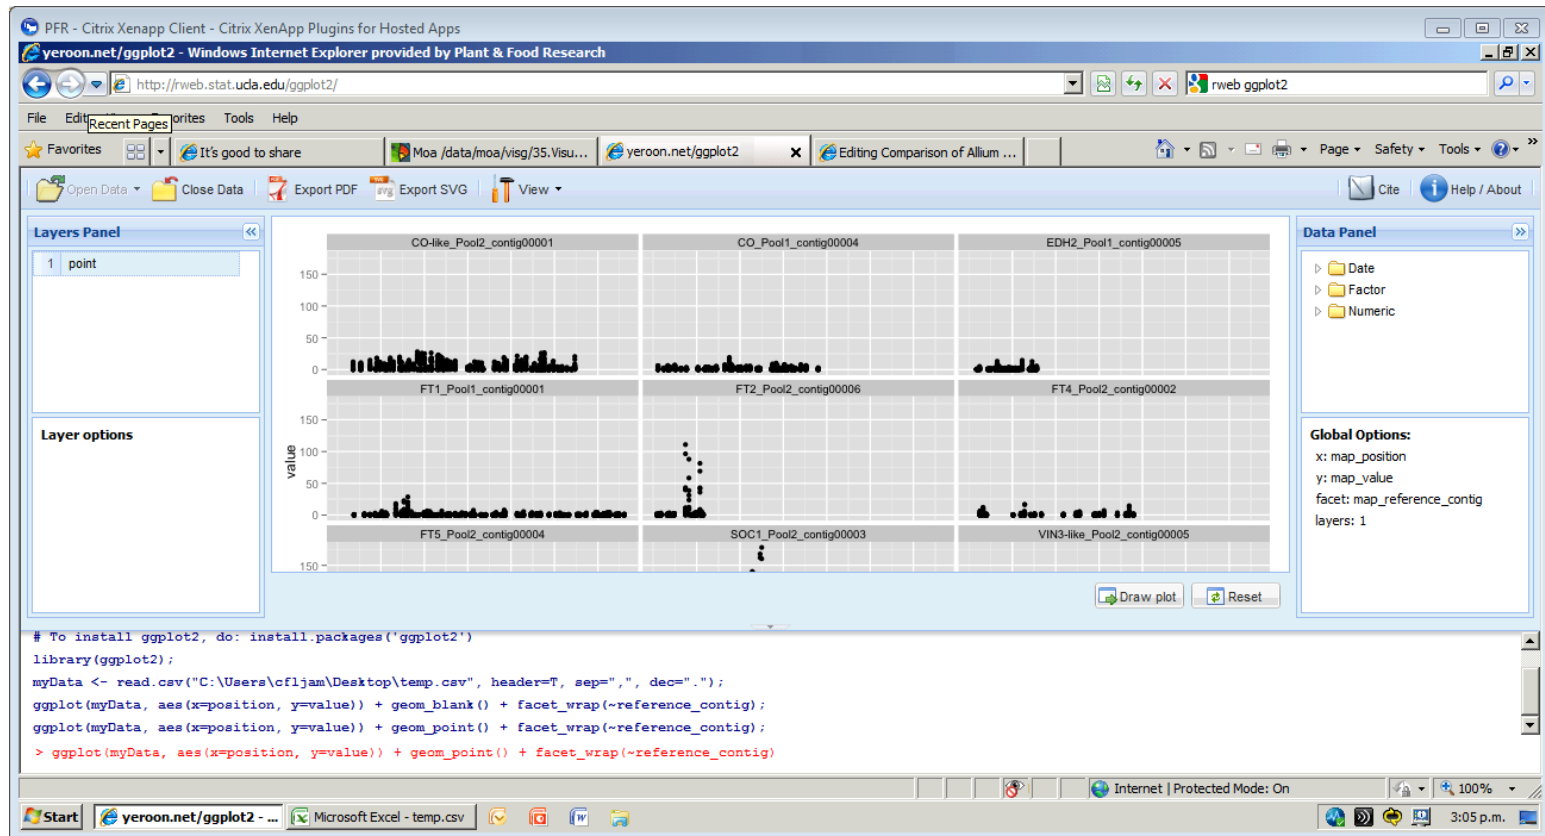 PFR - Citrix Xenapp Client - Citrix XenApp Plugins for Hosted Apps
yeroon.net/ggplot2 - Windows Internet Explorer provided by Plant & Food Research
http://rweb.stat.ucla.edu/ggplot2/
rweb ggplot2
File Edit orites Tools Help
Recent Pages
Favorites It's good to share Moa /data/moa/visg/35.Visu... yeroon.net/ggplot2 x Editing Comparison of Allium ... Page Safety Tools »
Open Data Close Data Export PDF svg Export SVG View Cite Help / About
Layers Panel
1 point
Layer options
CO-like_Pool2_contig00001 CO_Pool1_contig00004 EDH2_Pool1_contig00005
150
100
50
0
FT1_Pool1_contig00001 FT2_Pool2_contig00006 FT4_Pool2_contig00002
150
100
50
0
value
FT5_Pool2_contig00004 SOC1_Pool2_contig00003 VIN3-like_Pool2_contig00005
150
Draw plot Reset
Data Panel
Date
Factor
Numeric
Global Options:
x: map_position
y: map_value
facet: map_reference_contig
layers: 1
# To install ggplot2, do: install.packages('ggplot2')
library(ggplot2);
myData <- read.csv("C:\Users\cfljam\Desktop\temp.csv", header=T, sep=",", dec=".");
ggplot(myData, aes(x=position, y=value)) + geom_blank() + facet_wrap(~reference_contig);
ggplot(myData, aes(x=position, y=value)) + geom_point() + facet_wrap(~reference_contig);
> ggplot(myData, aes(x=position, y=value)) + geom_point() + facet_wrap(~reference_contig)
Internet | Protected Mode: On 100%
Start yeroon.net/ggplot2 - ... Microsoft Excel - temp.csv 3:05 p.m.